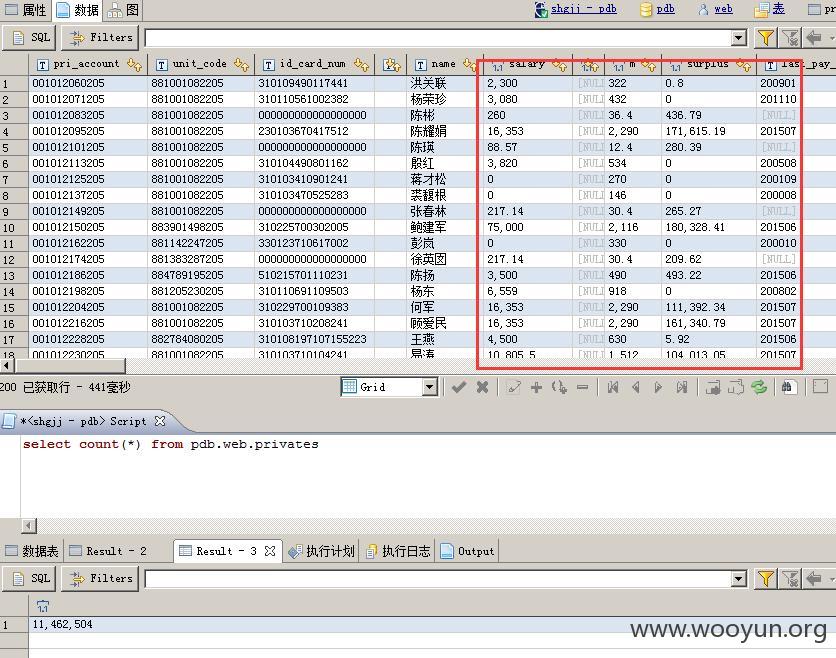 属性 数据 图 shgjj - pdb pdb web 表 pr
SQL Filters
pri_account unit_code id_card_num name salary m surplus last_pay_
1 001012060205 881001082205 310109490117441 洪关联 2,300 [NULL 322 0.8 200901
2 001012071205 881001082205 310110561002382 杨荣珍 3,080 [NULL 432 0 201110
3 001012083205 881001082205 000000000000000000 陈彬 260 [NULL 36.4 436.79 [NULL]
4 001012095205 881001082205 230103670417512 陈耀娟 16,353 [NULL 2,290 171,615.19 201507
5 001012101205 881001082205 000000000000000000 陈瑛 88.57 [NULL 12.4 280.39 [NULL]
6 001012113205 881001082205 310104490801162 殷红 3,820 [NULL 534 0 200508
7 001012125205 881001082205 310103410901241 蒋才松 0 [NULL 270 0 200109
8 001012137205 881001082205 310103470525283 裘馥根 0 [NULL 146 0 200008
9 001012149205 881001082205 000000000000000000 张春林 217.14 [NULL 30.4 265.27 [NULL]
10 001012150205 883901498205 310225700302005 鲍建军 75,000 [NULL 2,116 180,328.41 201506
11 001012162205 881142247205 330123710617002 彭岚 0 [NULL 330 0 200010
12 001012174205 881383287205 000000000000000000 徐英囡 217.14 [NULL 30.4 209.62 [NULL]
13 001012186205 884789195205 510215701110231 陈扬 3,500 [NULL 490 493.22 201506
14 001012198205 881205230205 310110691109503 杨东 6,559 [NULL 918 0 200802
15 001012204205 881001082205 310229700109383 何军 16,353 [NULL 2,290 111,392.34 201507
16 001012216205 881001082205 310103710208241 顾爱民 16,353 [NULL 2,290 161,340.79 201507
17 001012228205 882784080205 310108197107155223 王燕 4,500 [NULL 630 5.92 201506
18 001012230205 881001082205 310103710104241 易涛 10,805.5 [NULL 1,512 104,013.05 201507
200 已获取行 - 441毫秒 Grid
*<shgjj - pdb> Script
select count(*) from pdb.web.privates
数据表 Result - 2 Result - 3 执行计划 执行日志 Output
SQL Filters
1 11,462,504
www.wooyun.org